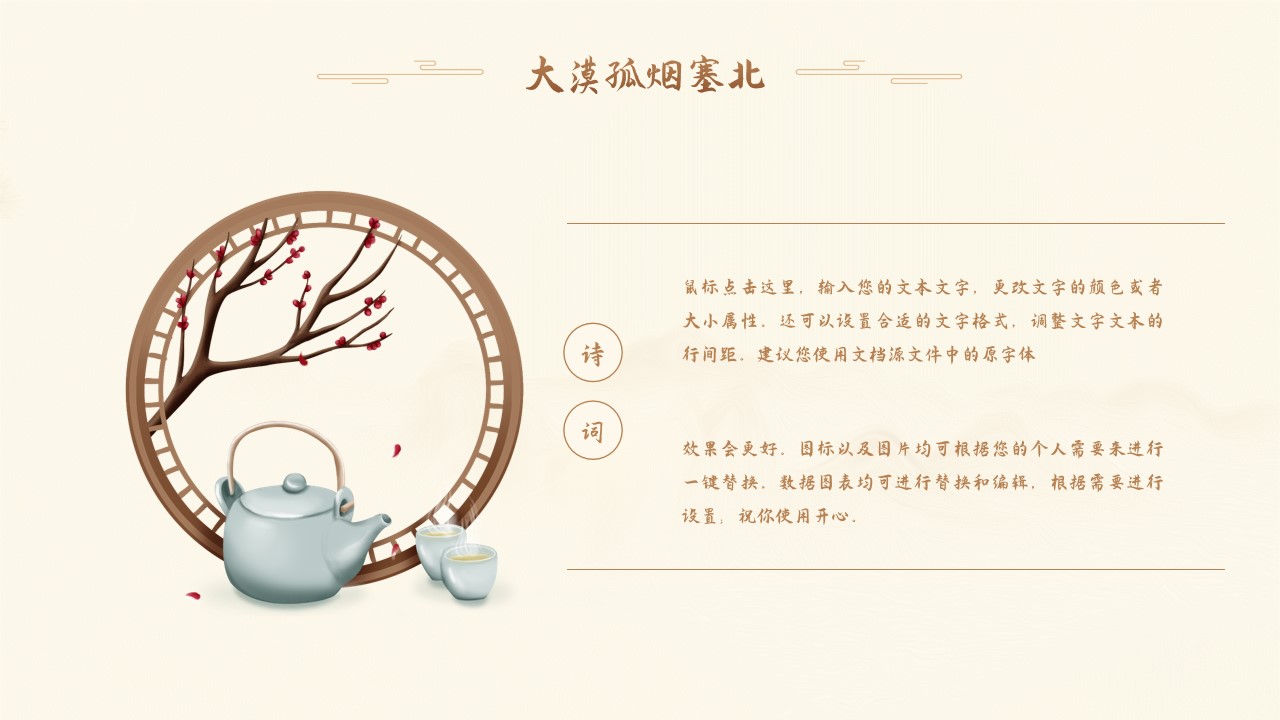 大漠孤烟塞北
诗
词
鼠标点击这里，输入您的文本文字，更改文字的颜色或者
大小属性。还可以设置合适的文字格式，调整文字文本的
行间距。建议您使用文档源文件中的原字体
效果会更好。图标以及图片均可根据您的个人需要来进行
一键替换。数据图表均可进行替换和编辑，根据需要进行
设置；祝你使用开心。